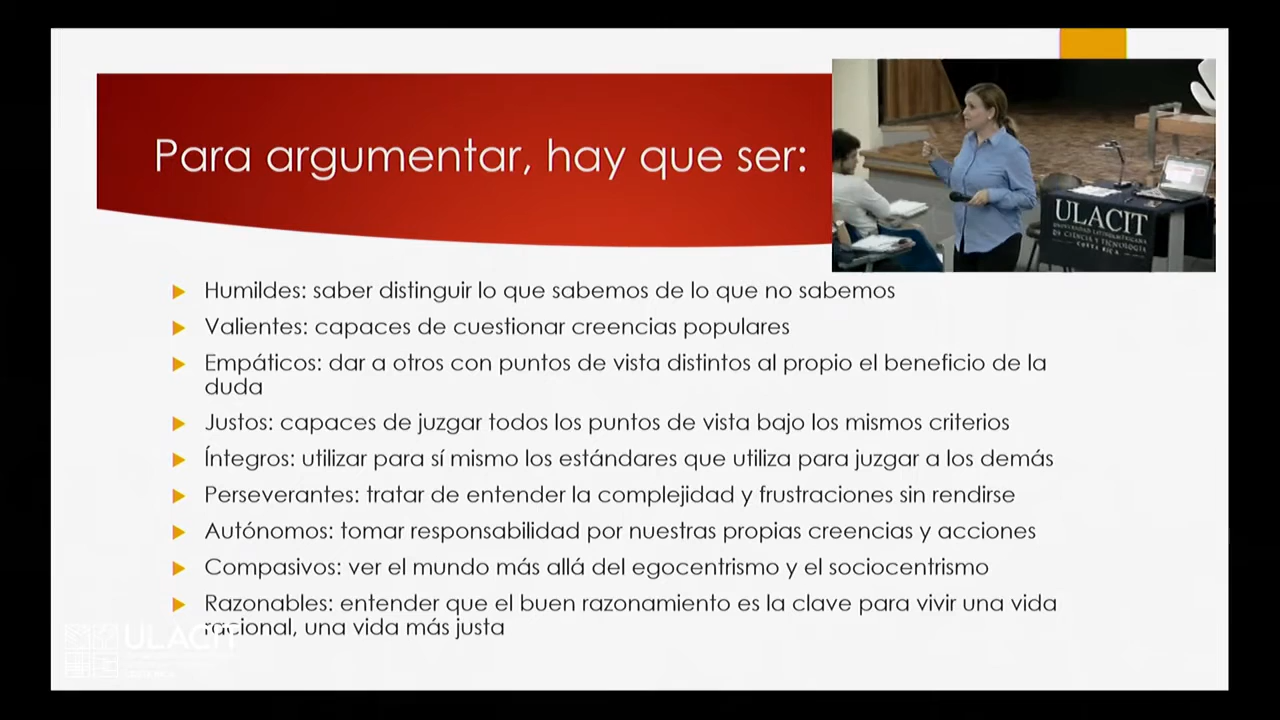 Para argumentar, hay que ser:
ULACIT
UNIVERSIDAD LATINOAMERICANA
DE CIENCIA Y TECNOLOGÍA
COSTA RICA
Humildes: saber distinguir lo que sabemos de lo que no sabemos
Valientes: capaces de cuestionar creencias populares
Empáticos: dar a otros con puntos de vista distintos al propio el beneficio de la
duda
Justos: capaces de juzgar todos los puntos de vista bajo los mismos criterios
Íntegros: utilizar para sí mismo los estándares que utiliza para juzgar a los demás
Perseverantes: tratar de entender la complejidad y frustraciones sin rendirse
Autónomos: tomar responsabilidad por nuestras propias creencias y acciones
Compasivos: ver el mundo más allá del egocentrismo y el sociocentrismo
Razonables: entender que el buen razonamiento es la clave para vivir una vida
racional, una vida más justa
ULACIT